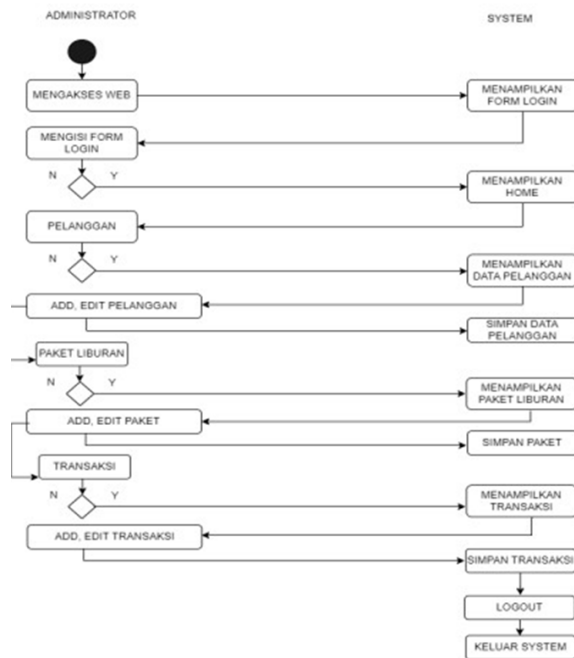 ADMINISTRATOR
SYSTEM
MENGAKSES WEB
MENAMPILKAN
FORM LOGIN
MENGISI FORM
LOGIN
N
Y
MENAMPILKAN
HOME
PELANGGAN
N
Y
MENAMPILKAN
DATA PELANGGAN
ADD, EDIT PELANGGAN
SIMPAN DATA
PELANGGAN
PAKET LIBURAN
N
Y
MENAMPILKAN
PAKET LIBURAN
ADD, EDIT PAKET
SIMPAN PAKET
TRANSAKSI
N
Y
MENAMPILKAN
TRANSAKSI
ADD, EDIT TRANSAKSI
SIMPAN TRANSAKSI
LOGOUT
KELUAR SYSTEM